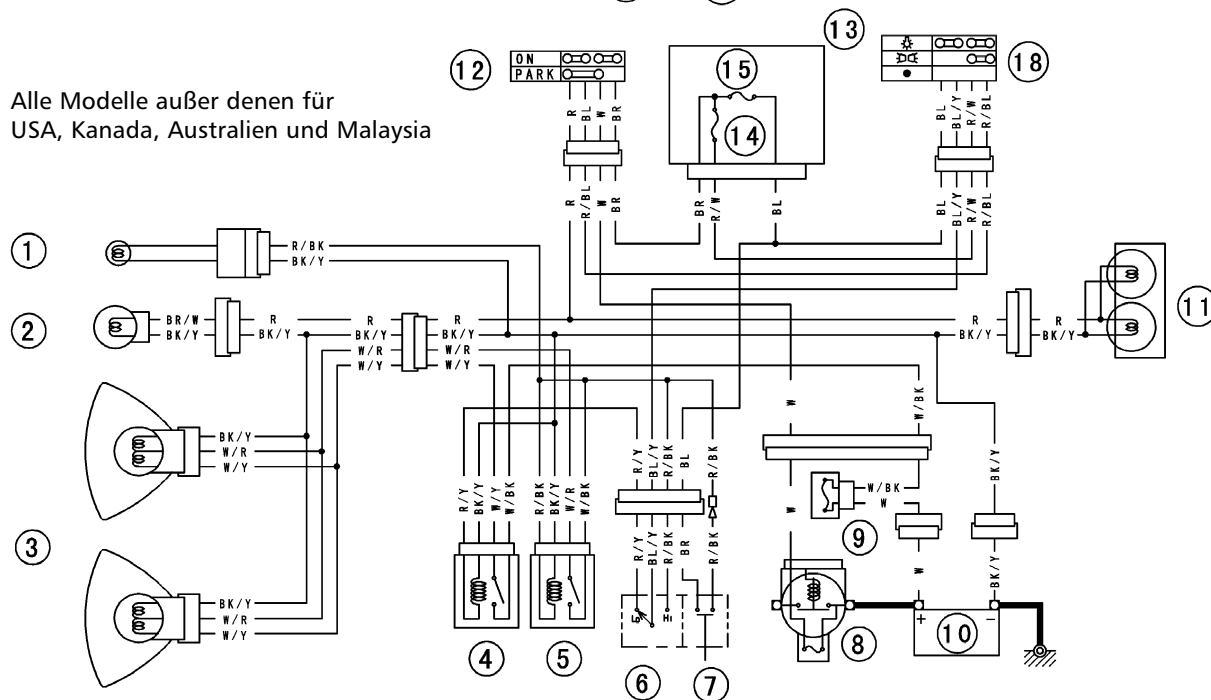 Alle Modelle außer denen für
USA, Kanada, Australien und Malaysia
12
ON
PARK
R BL W BR
R R/BL W BR
13
15
14
BR R/W BL
18
BL BL/Y R/W R/BL
BL BL/Y R/W R/BL
1
R/BK
BK/Y
2
BR/W R R R R R
BK/Y BK/Y BK/Y BK/Y BK/Y BK/Y
W/R W/R
W/Y W/Y
11
3
BK/Y
W/R
W/Y
BK/Y
W/R
W/Y
R/Y BK/Y W/Y W/BK
R/BK BK/Y W/R W/BK
R/Y BL/Y R/BK BL R/BK
R/Y BL/Y R/BK BR R/BK
Lo Hi
4
5
6
7
W W/BK
W/BK
W
W
9
BK/Y
W BK/Y
8
+ 10 −